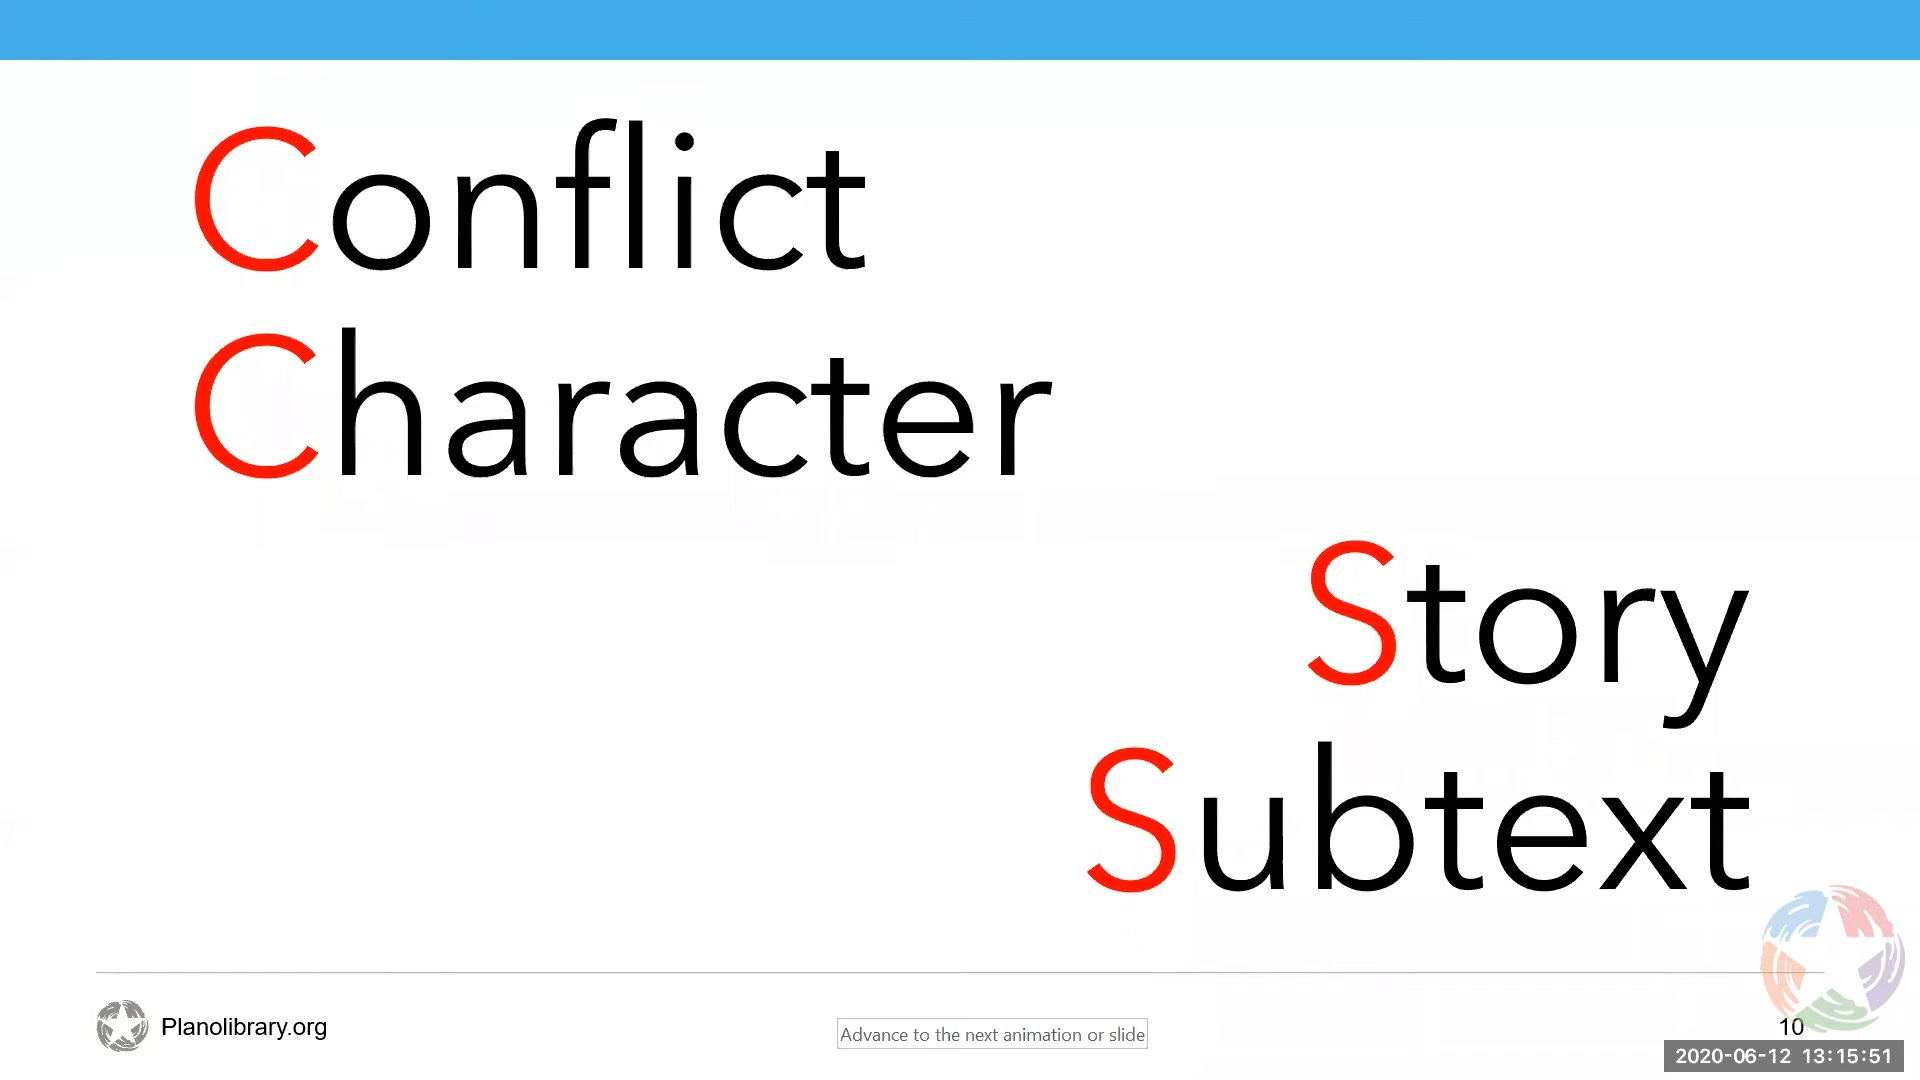 Conflict
Character
Story
Subtext
Planolibrary.org
Advance to the next animation or slide
10
2020-06-12 13:15:51